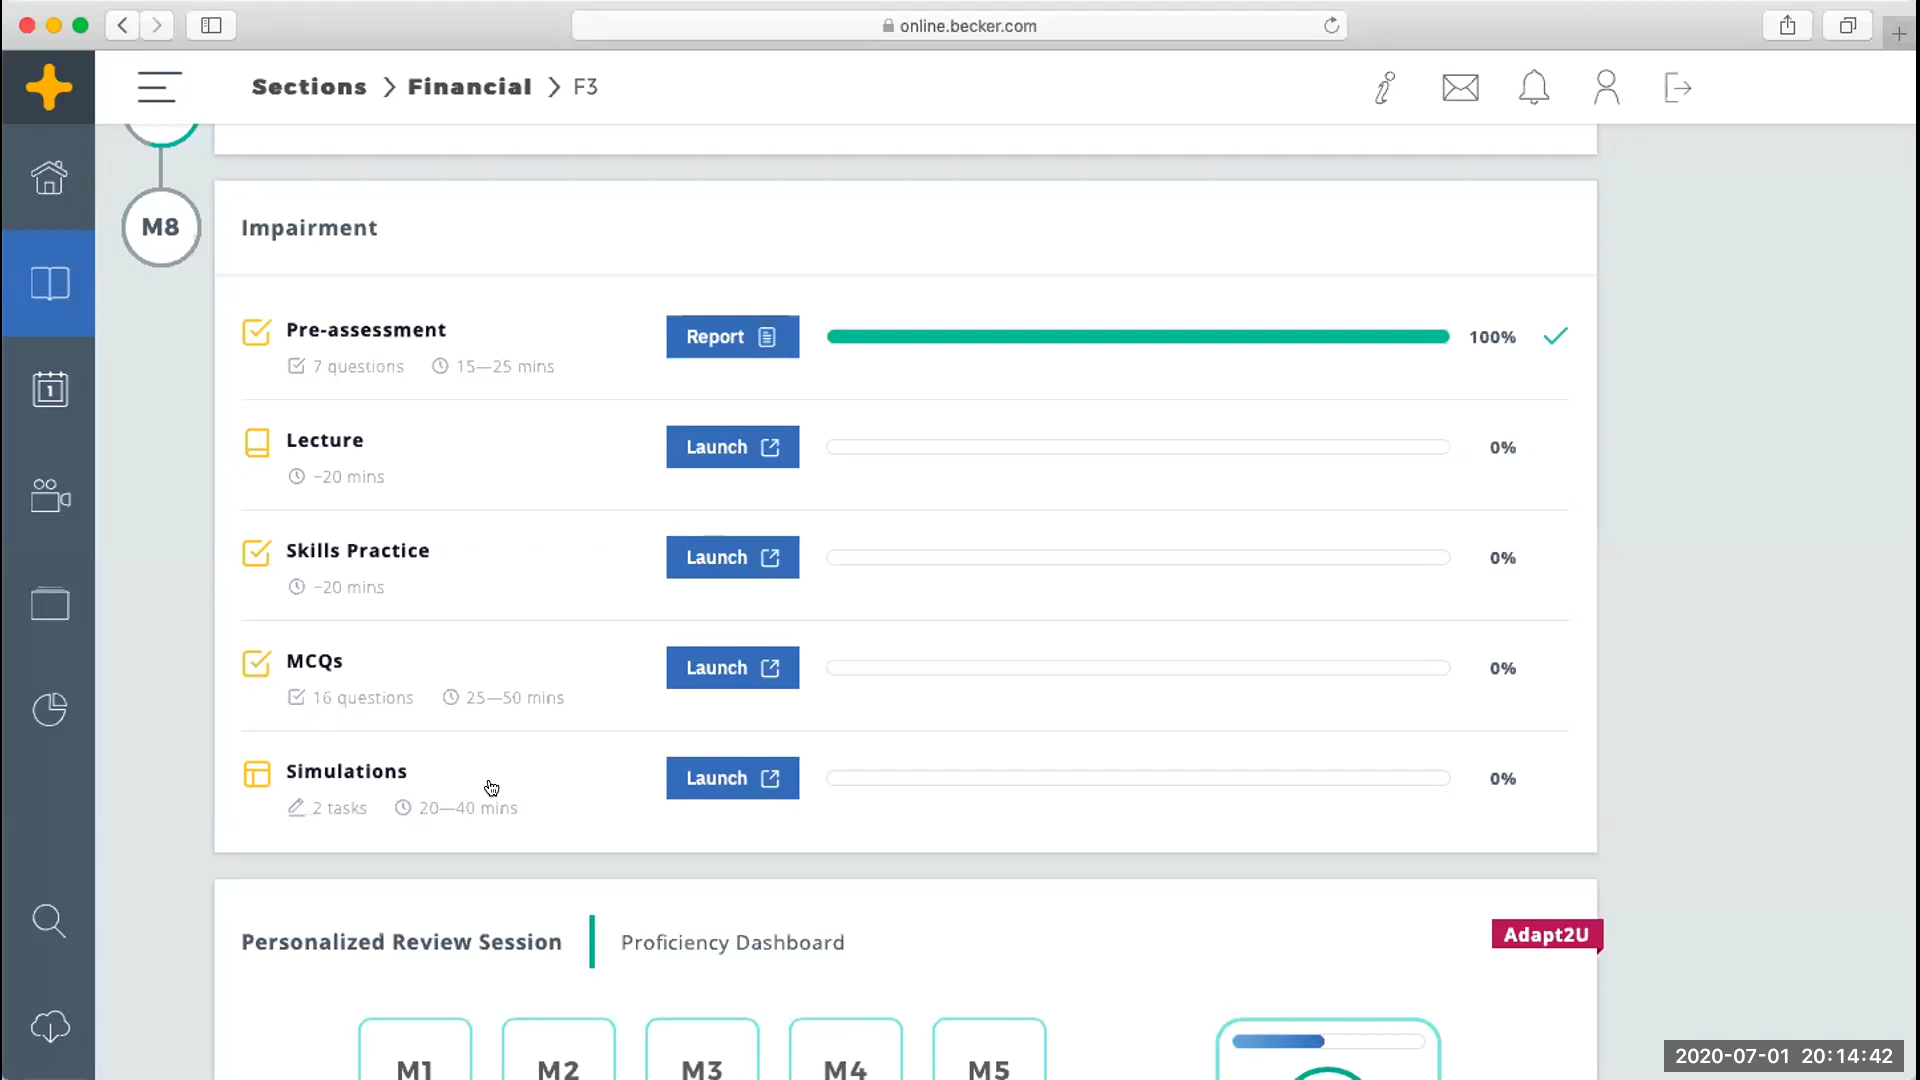 online.becker.com
Sections > Financial > F3
M8
Impairment
Pre-assessment
Report
100%
7 questions 15—25 mins
Lecture
Launch
0%
~20 mins
Skills Practice
Launch
0%
~20 mins
MCQs
Launch
0%
16 questions 25—50 mins
Simulations
Launch
0%
2 tasks 20—40 mins
Personalized Review Session
Proficiency Dashboard
Adapt2U
M1 M2 M3 M4 M5
1
2020-07-01 20:14:42